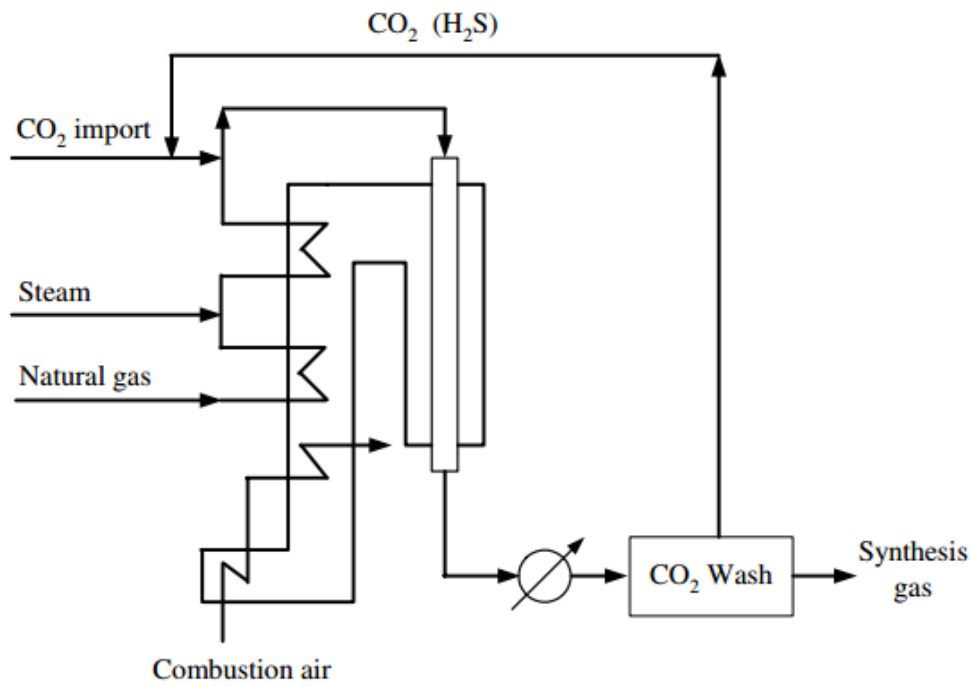 CO₂ (H₂S)
CO₂ import
Steam
Natural gas
CO₂ Wash
Synthesis
gas
Combustion air